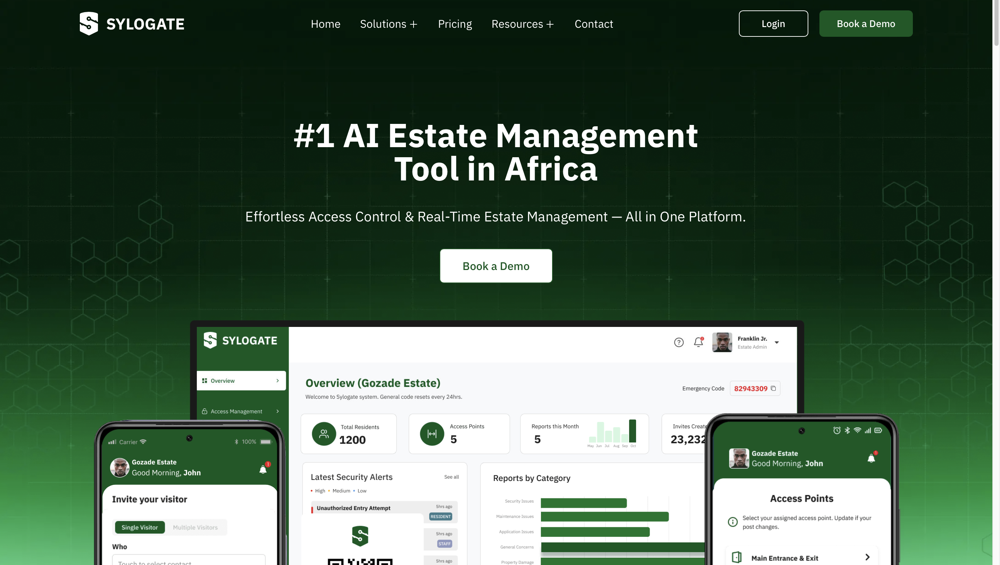 SYLOGATE
Home
Solutions +
Pricing
Resources +
Contact
Login
Book a Demo
#1 AI Estate Management
Tool in Africa
Effortless Access Control & Real-Time Estate Management — All in One Platform.
Book a Demo
SYLOGATE
2
Franklin Jr.
Estate Admin
Overview
Access Management
Overview (Gozade Estate)
Welcome to Sylogate system. General code resets every 24hrs.
Emergency Code
82943309
Total Residents
1200
Access Points
5
Reports this Month
5
May Jun Jul Aug Sep Oct
Invites Create
23,232
Latest Security Alerts
See all
High
Medium
Low
Unauthorized Entry Attempt
5hrs ago
RESIDENT
5hrs ago
STAFF
5hrs ago
Reports by Category
Security Issues
Maintenance Issues
Application Issues
General Concerns
Property Damage
Carrier
100%
Gozade Estate
Good Morning, John
1
Invite your visitor
Single Visitor
Multiple Visitors
Who
Touch to select contact
Gozade Estate
Good Morning, John
1
Access Points
Select your assigned access point. Update if your
post changes.
Main Entrance & Exit